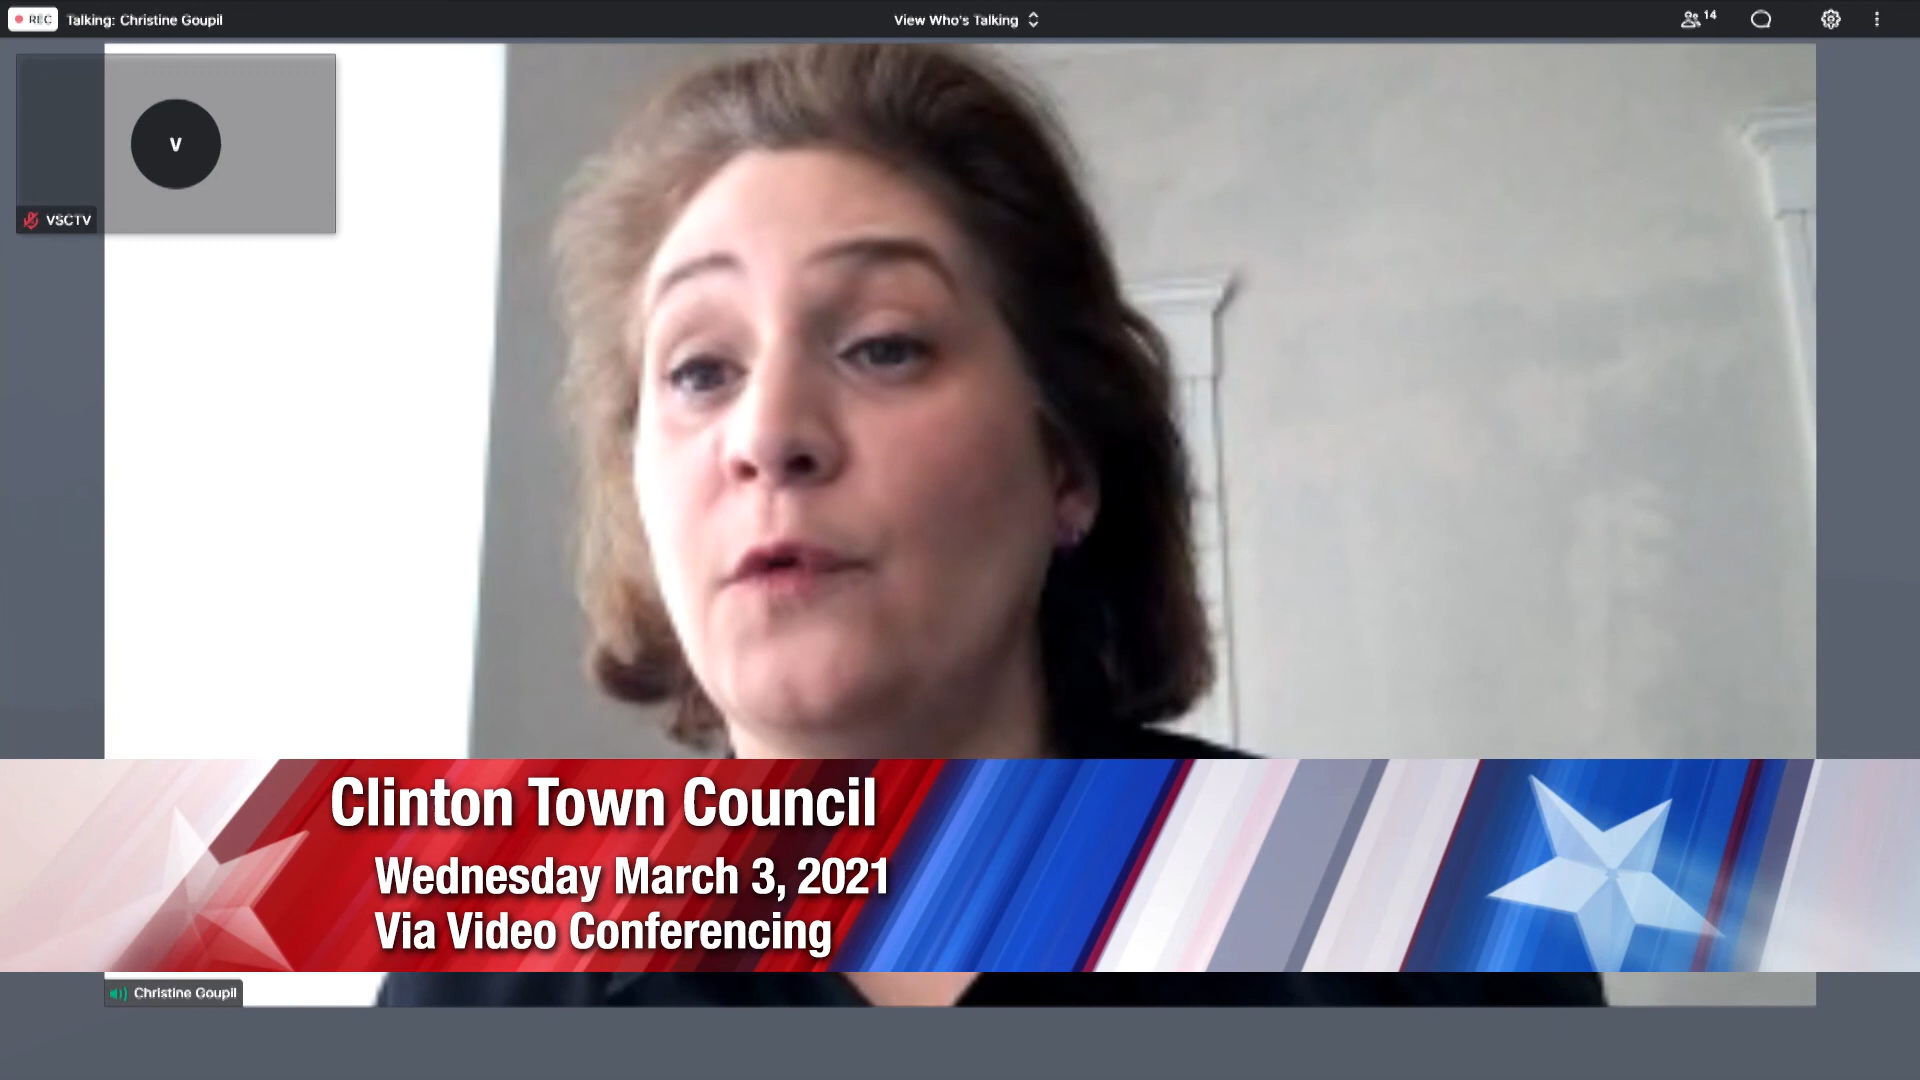 REC
Talking: Christine Goupil
View Who's Talking
14
V
VSCTV
Clinton Town Council
Wednesday March 3, 2021
Via Video Conferencing
Christine Goupil